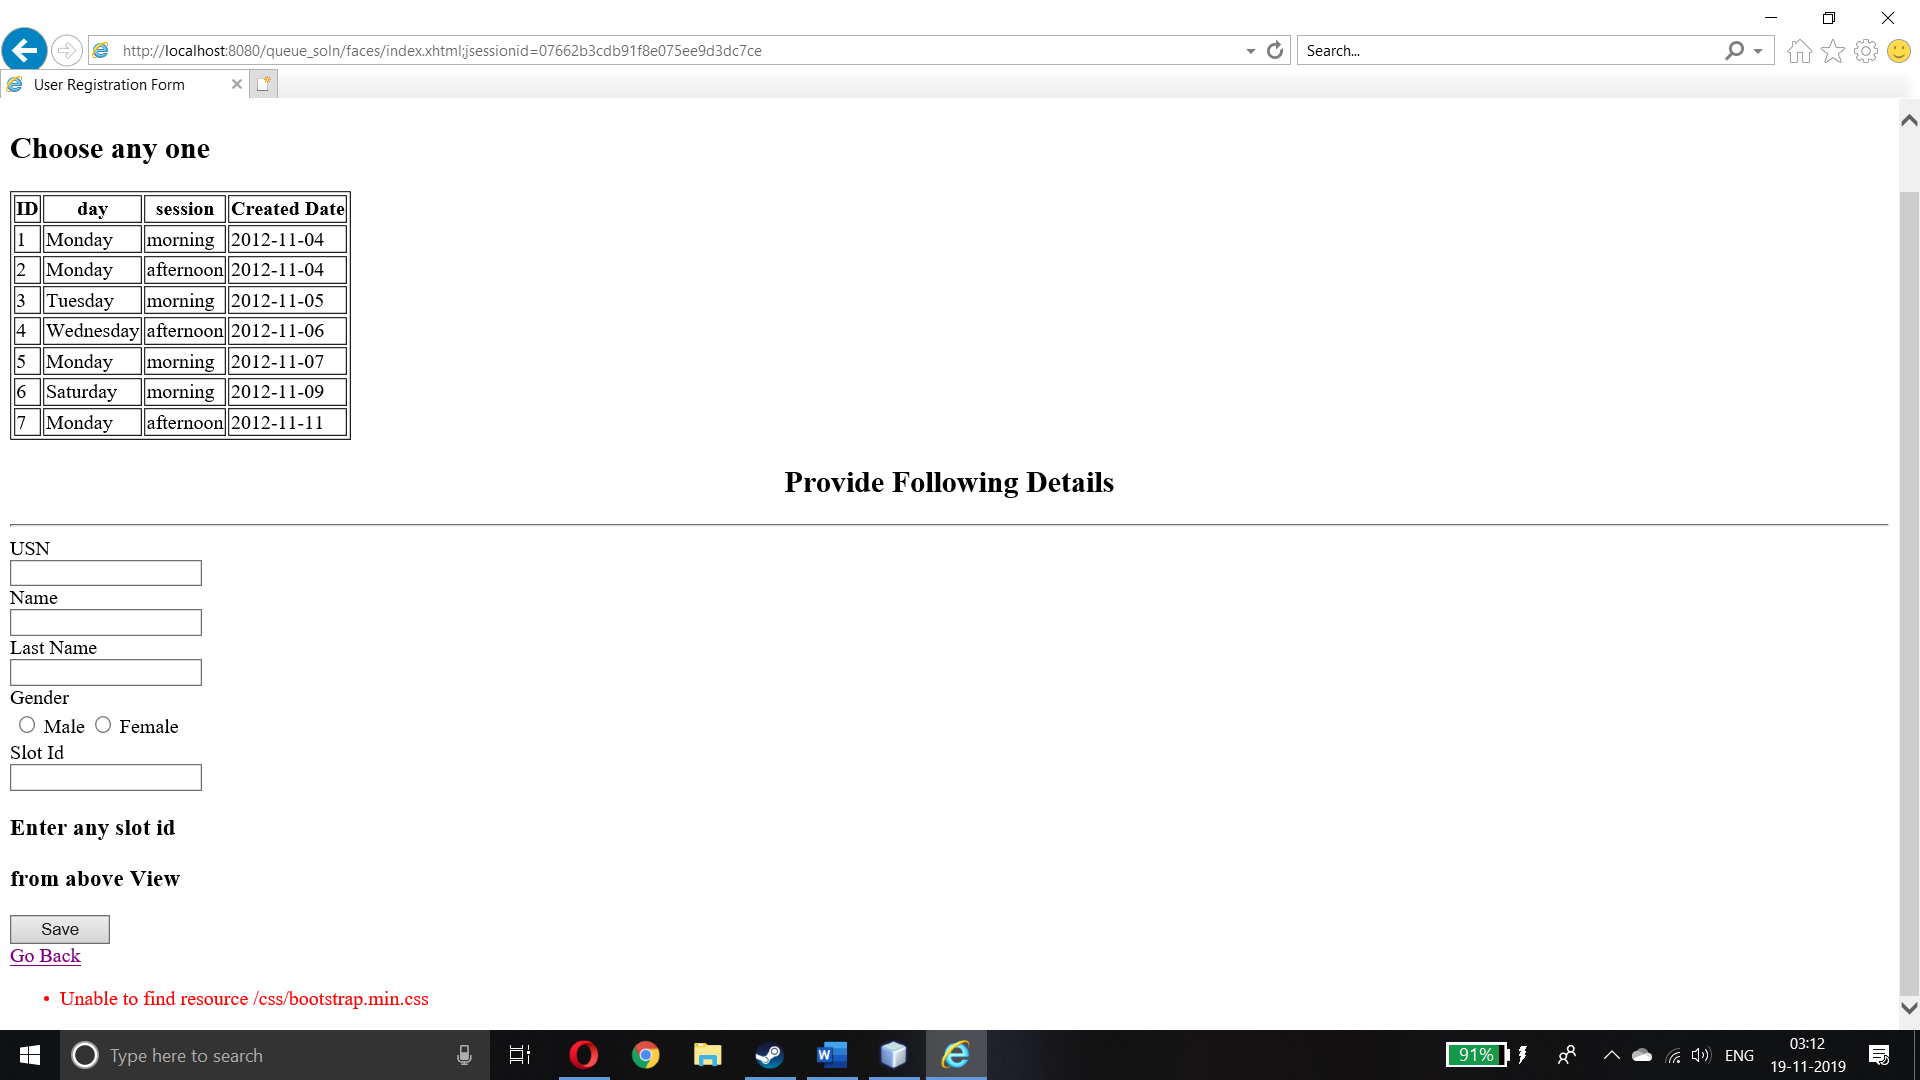 http://localhost:8080/queue_soln/faces/index.xhtml;jsessionid=07662b3cdb91f8e075ee9d3dc7ce
Search...
User Registration Form
Choose any one
ID day session Created Date
1 Monday morning 2012-11-04
2 Monday afternoon 2012-11-04
3 Tuesday morning 2012-11-05
4 Wednesday afternoon 2012-11-06
5 Monday morning 2012-11-07
6 Saturday morning 2012-11-09
7 Monday afternoon 2012-11-11
Provide Following Details
USN
Name
Last Name
Gender
Male Female
Slot Id
Enter any slot id
from above View
Save
Go Back
• Unable to find resource /css/bootstrap.min.css
Type here to search
91%
ENG
03:12
19-11-2019